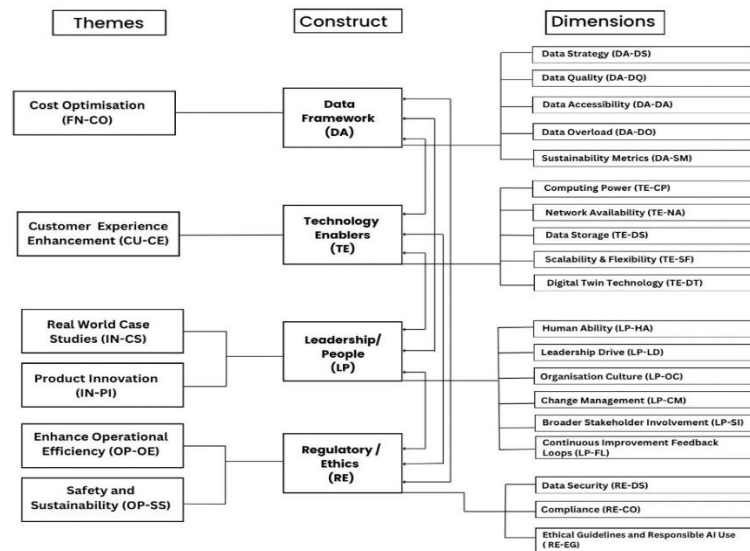 Themes
Construct
Dimensions
Cost Optimisation
(FN-CO)
Customer Experience
Enhancement (CU-CE)
Real World Case
Studies (IN-CS)
Product Innovation
(IN-PI)
Enhance Operational
Efficiency (OP-OE)
Safety and
Sustainability (OP-SS)
Data
Framework
(DA)
Technology
Enablers
(TE)
Leadership/
People
(LP)
Regulatory /
Ethics
(RE)
Data Strategy (DA-DS)
Data Quality (DA-DQ)
Data Accessibility (DA-DA)
Data Overload (DA-DO)
Sustainability Metrics (DA-SM)
Computing Power (TE-CP)
Network Availability (TE-NA)
Data Storage (TE-DS)
Scalability & Flexibility (TE-SF)
Digital Twin Technology (TE-DT)
Human Ability (LP-HA)
Leadership Drive (LP-LD)
Organisation Culture (LP-OC)
Change Management (LP-CM)
Broader Stakeholder Involvement (LP-SI)
Continuous Improvement Feedback
Loops (LP-FL)
Data Security (RE-DS)
Compliance (RE-CO)
Ethical Guidelines and Responsible AI Use
( RE-EG)